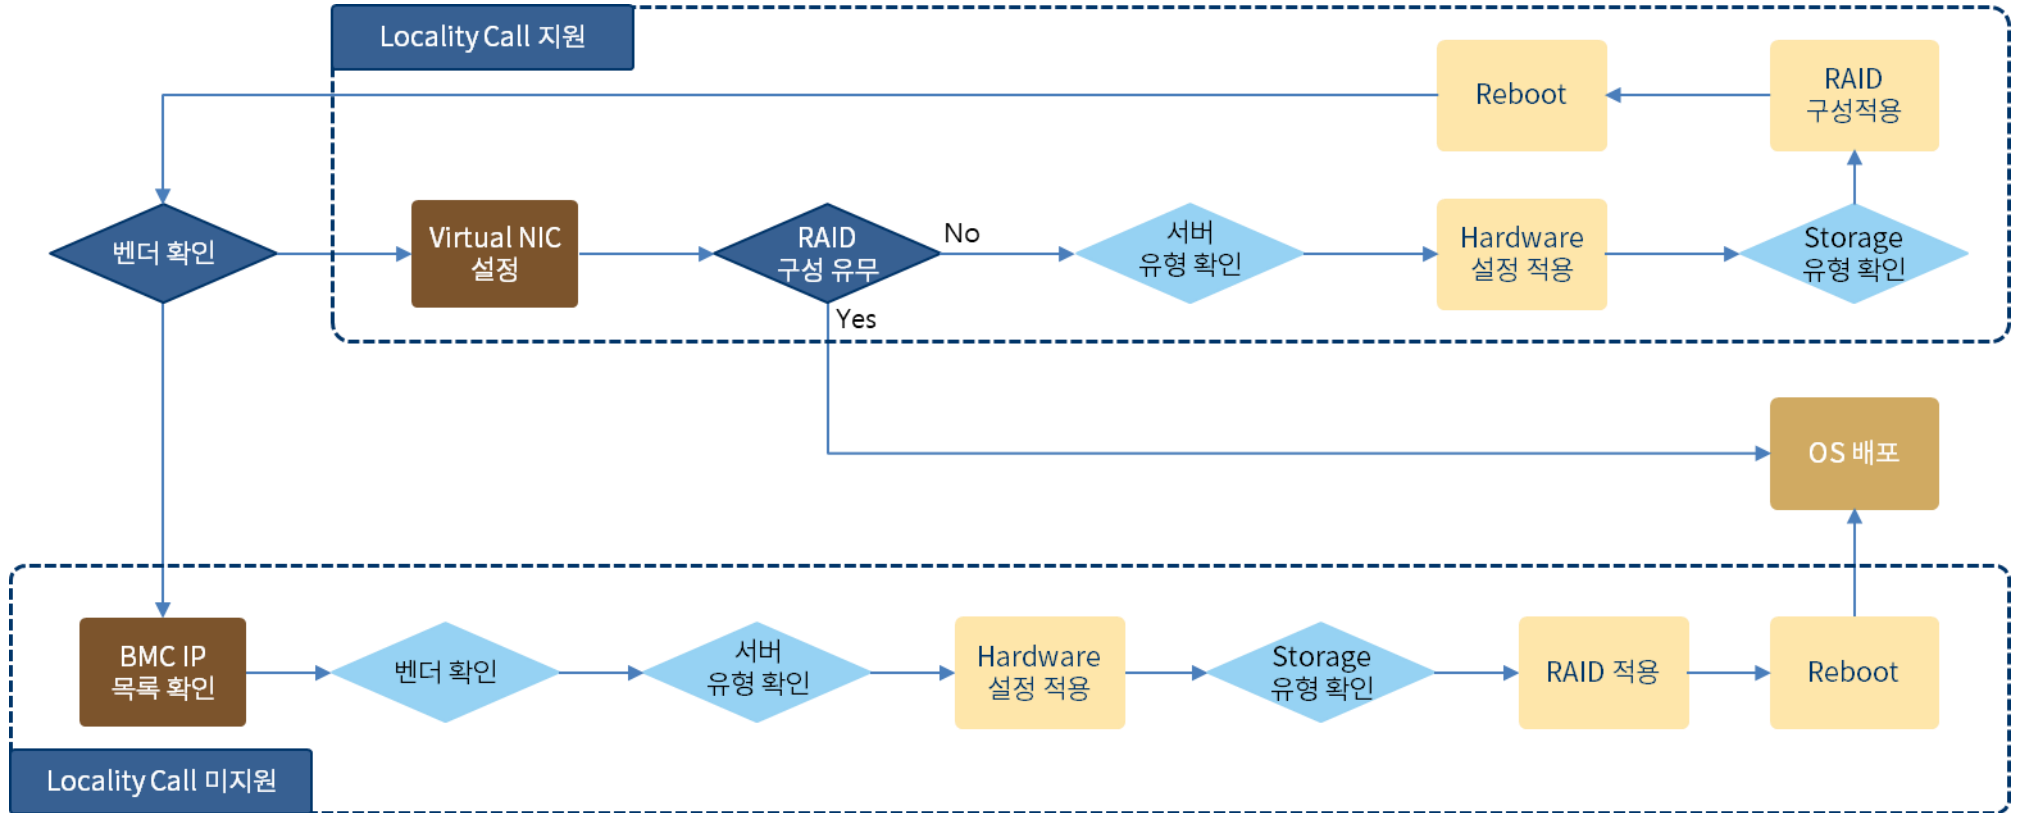 Locality Call 지원
Reboot
RAID
구성적용
벤더 확인
Virtual NIC
설정
RAID
구성 유무
No
Yes
서버
유형 확인
Hardware
설정 적용
Storage
유형 확인
OS 배포
BMC IP
목록 확인
벤더 확인
서버
유형 확인
Hardware
설정 적용
Storage
유형 확인
RAID 적용
Reboot
Locality Call 미지원